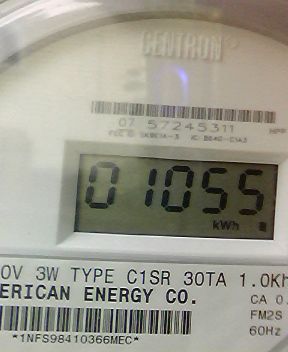 CENTRON®
07 57245311
01055
kWh
0V 3W TYPE C1SR 30TA 1.0Kh
ERICAN ENERGY CO.
CA 0.
FM2S
60Hz
*1NFS98410366MEC*